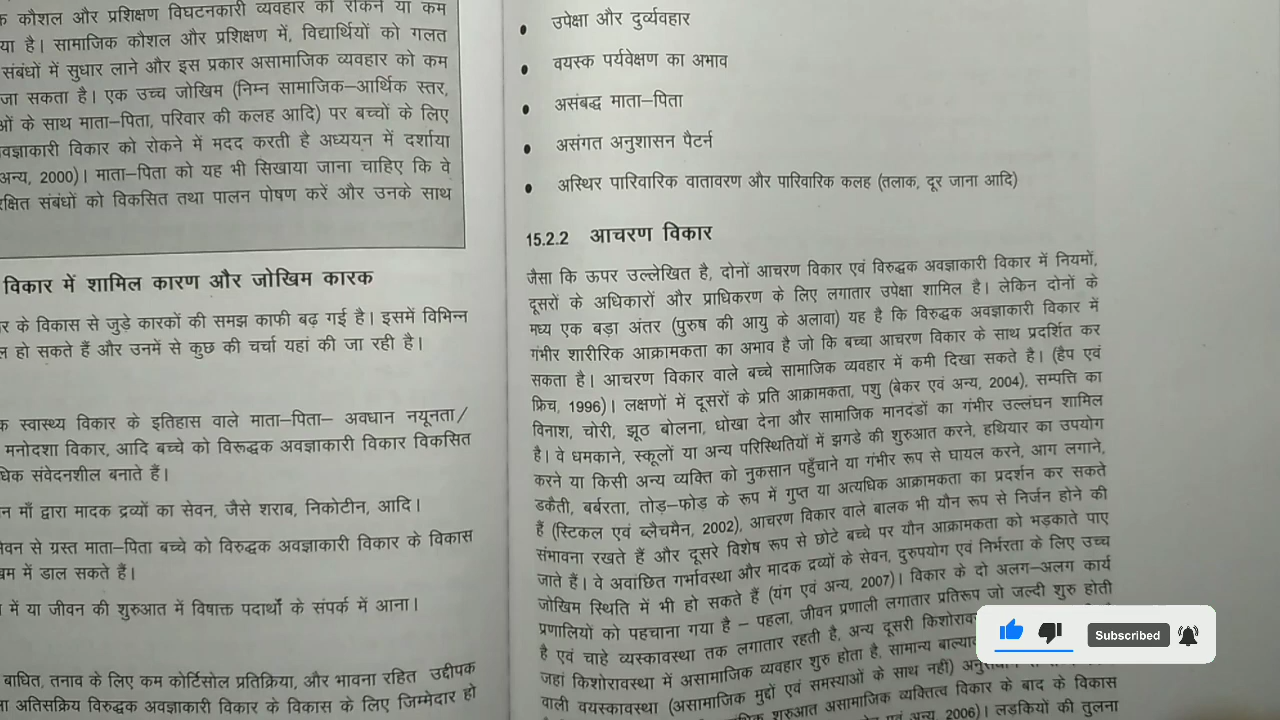 क कौशल और प्रशिक्षण विघटनकारी व्यवहार को रोकने या कम
या है। सामाजिक कौशल और प्रशिक्षण में, विद्यार्थियों को गलत
संबंधों में सुधार लाने और इस प्रकार असामाजिक व्यवहार को कम
जा सकता है। एक उच्च जोखिम (निम्न सामाजिक–आर्थिक स्तर,
ओं के साथ माता–पिता, परिवार की कलह आदि) पर बच्चों के लिए
वज्ञाकारी विकार को रोकने में मदद करती है अध्ययन में दर्शाया
अन्य, 2000)। माता–पिता को यह भी सिखाया जाना चाहिए कि वे
रक्षित संबंधों को विकसित तथा पालन पोषण करें और उनके साथ
विकार में शामिल कारण और जोखिम कारक
र के विकास से जुड़े कारकों की समझ काफी बढ़ गई है। इसमें विभिन्न
ल हो सकते हैं और उनमें से कुछ की चर्चा यहां की जा रही है।
क स्वास्थ्य विकार के इतिहास वाले माता–पिता– अवधान नयूनता/
मनोदशा विकार, आदि बच्चे को विरूद्धक अवज्ञाकारी विकार विकसित
धिक संवेदनशील बनाते हैं।
न माँ द्वारा मादक द्रव्यों का सेवन, जैसे शराब, निकोटीन, आदि।
सेवन से ग्रस्त माता–पिता बच्चे को विरुद्धक अवज्ञाकारी विकार के विकास
खम में डाल सकते हैं।
में या जीवन की शुरुआत में विषाक्त पदार्थो के संपर्क में आना।
बाधित, तनाव के लिए कम कोर्टिसोल प्रतिक्रिया, और भावना रहित उद्दीपक
ना अतिसक्रिय विरुद्धक अवज्ञाकारी विकार के विकास के लिए जिम्मेदार हो
• उपेक्षा और दुर्व्यवहार
• वयस्क पर्यवेक्षण का अभाव
• असंबद्ध माता–पिता
• असंगत अनुशासन पैटर्न
• अस्थिर पारिवारिक वातावरण और पारिवारिक कलह (तलाक, दूर जाना आदि)
15.2.2 आचरण विकार
जैसा कि ऊपर उल्लेखित है, दोनों आचरण विकार एवं विरुद्धक अवज्ञाकारी विकार में नियमों,
दूसरों के अधिकारों और प्राधिकरण के लिए लगातार उपेक्षा शामिल है। लेकिन दोनों के
मध्य एक बड़ा अंतर (पुरुष की आयु के अलावा) यह है कि विरुद्धक अवज्ञाकारी विकार में
गंभीर शारीरिक आक्रामकता का अभाव है जो कि बच्चा आचरण विकार के साथ प्रदर्शित कर
सकता है। आचरण विकार वाले बच्चे सामाजिक व्यवहार में कमी दिखा सकते है। (हैप एवं
फ्रिच, 1996)। लक्षणों में दूसरों के प्रति आक्रामकता, पशु (बेकर एवं अन्य, 2004), सम्पत्ति का
विनाश, चोरी, झूठ बोलना, धोखा देना और सामाजिक मानदंडों का गंभीर उल्लंघन शामिल
है। वे धमकाने, स्कूलों या अन्य परिस्थितियों में झगडे की शुरुआत करने, हथियार का उपयोग
करने या किसी अन्य व्यक्ति को नुकसान पहुँचाने या गंभीर रूप से घायल करने, आग लगाने,
डकैती, बर्बरता, तोड़–फोड़ के रूप में गुप्त या अत्यधिक आक्रामकता का प्रदर्शन कर सकते
हैं (स्टिकल एवं ब्लैचमैन, 2002), आचरण विकार वाले बालक भी यौन रूप से निर्जन होने की
संभावना रखते हैं और दूसरे विशेष रूप से छोटे बच्चे पर यौन आक्रामकता को भड़काते पाए
जाते हैं। वे अवांछित गर्भावस्था और मादक द्रव्यों के सेवन, दुरुपयोग एवं निर्भरता के लिए उच्च
जोखिम स्थिति में भी हो सकते हैं (यंग एवं अन्य, 2007)। विकार के दो अलग–अलग कार्य
प्रणालियों को पहचाना गया है – पहला, जीवन प्रणाली लगातार प्रतिरूप जो जल्दी शुरु होती
है एवं चाहे व्यस्कावस्था तक लगातार रहती है, अन्य दूसरी
जहां किशोरावस्था में असामाजिक व्यवहार शुरु होता है, सामान्य
वाली वयस्कावस्था (असामाजिक मुद्दों एवं समस्याओं के साथ नहीं)
शुरुआत असामाजिक व्यक्तित्व विकार के बाद के विकास
एवं अन्य, 2006)। लड़कियों की तुलना
Subscribed